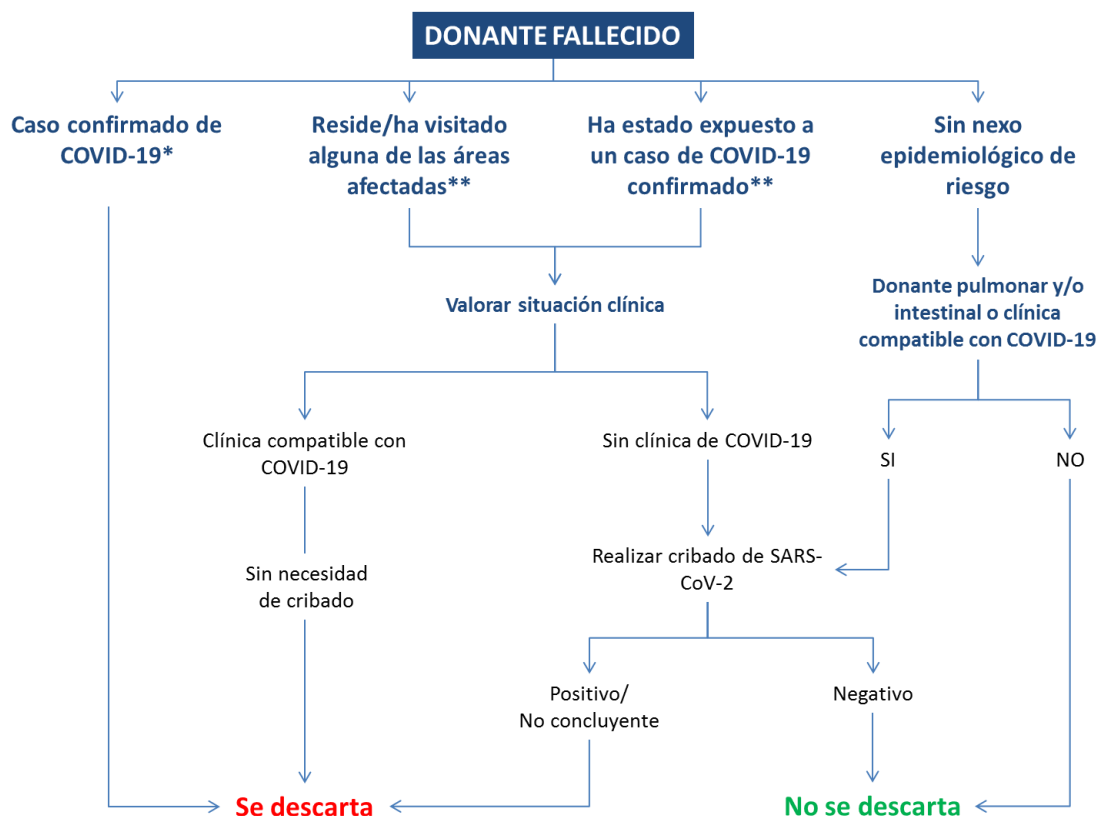 DONANTE FALLECIDO
Caso confirmado de
COVID-19*
Reside/ha visitado
alguna de las áreas
afectadas**
Ha estado expuesto a
un caso de COVID-19
confirmado**
Sin nexo
epidemiológico de
riesgo
Valorar situación clínica
Donante pulmonar y/o
intestinal o clínica
compatible con COVID-19
Clínica compatible con
COVID-19
Sin clínica de COVID-19
SI
NO
Sin necesidad
de cribado
Realizar cribado de SARS-
CoV-2
Positivo/
No concluyente
Negativo
Se descarta
No se descarta